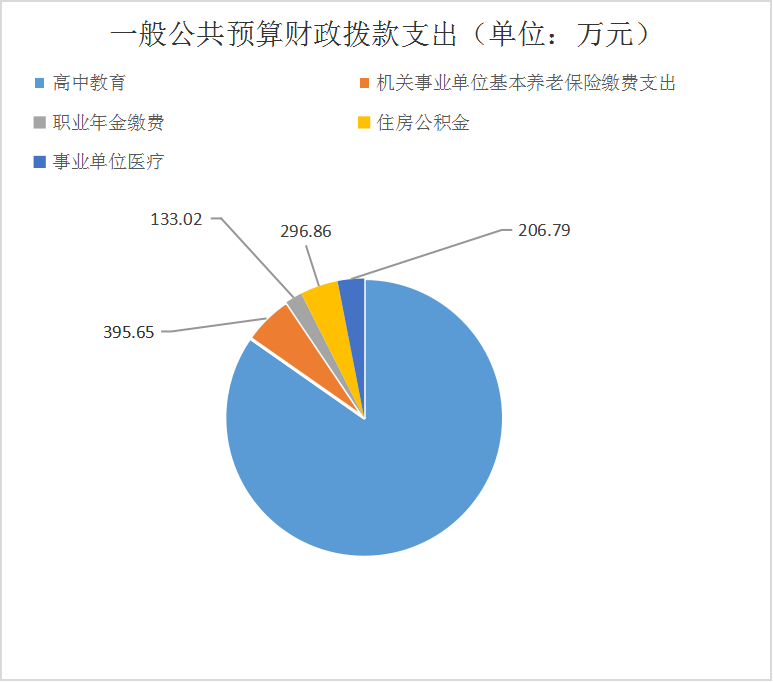 一般公共预算财政拨款支出（单位：万元）
高中教育
机关事业单位基本养老保险缴费支出
职业年金缴费
住房公积金
事业单位医疗
133.02
296.86
206.79
395.65